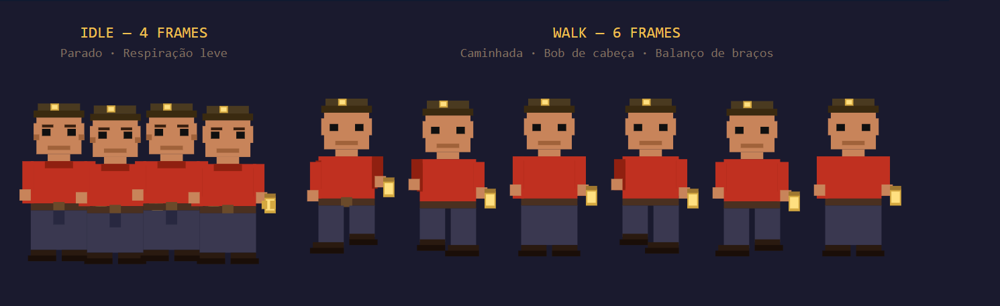 IDLE — 4 FRAMES
Parado · Respiração leve
WALK — 6 FRAMES
Caminhada · Bob de cabeça · Balanço de braços